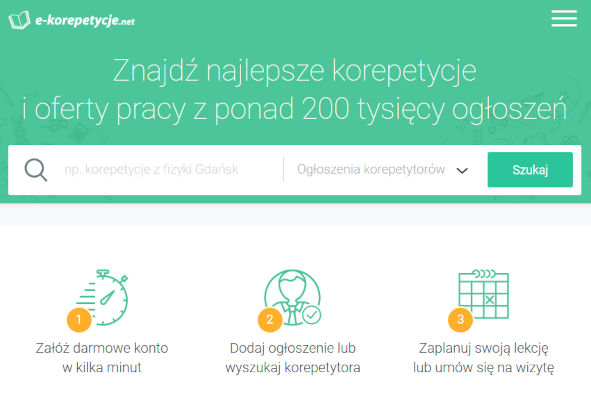 e-korepetycje.net
Znajdź najlepsze korepetycje
i oferty pracy z ponad 200 tysięcy ogłoszeń
np. korepetycje z fizyki Gdańsk
Ogłoszenia korepetytorów
Szukaj
1
Załóż darmowe konto
w kilka minut
2
Dodaj ogłoszenie lub
wyszukaj korepetytora
3
Zaplanuj swoją lekcję
lub umów się na wizytę